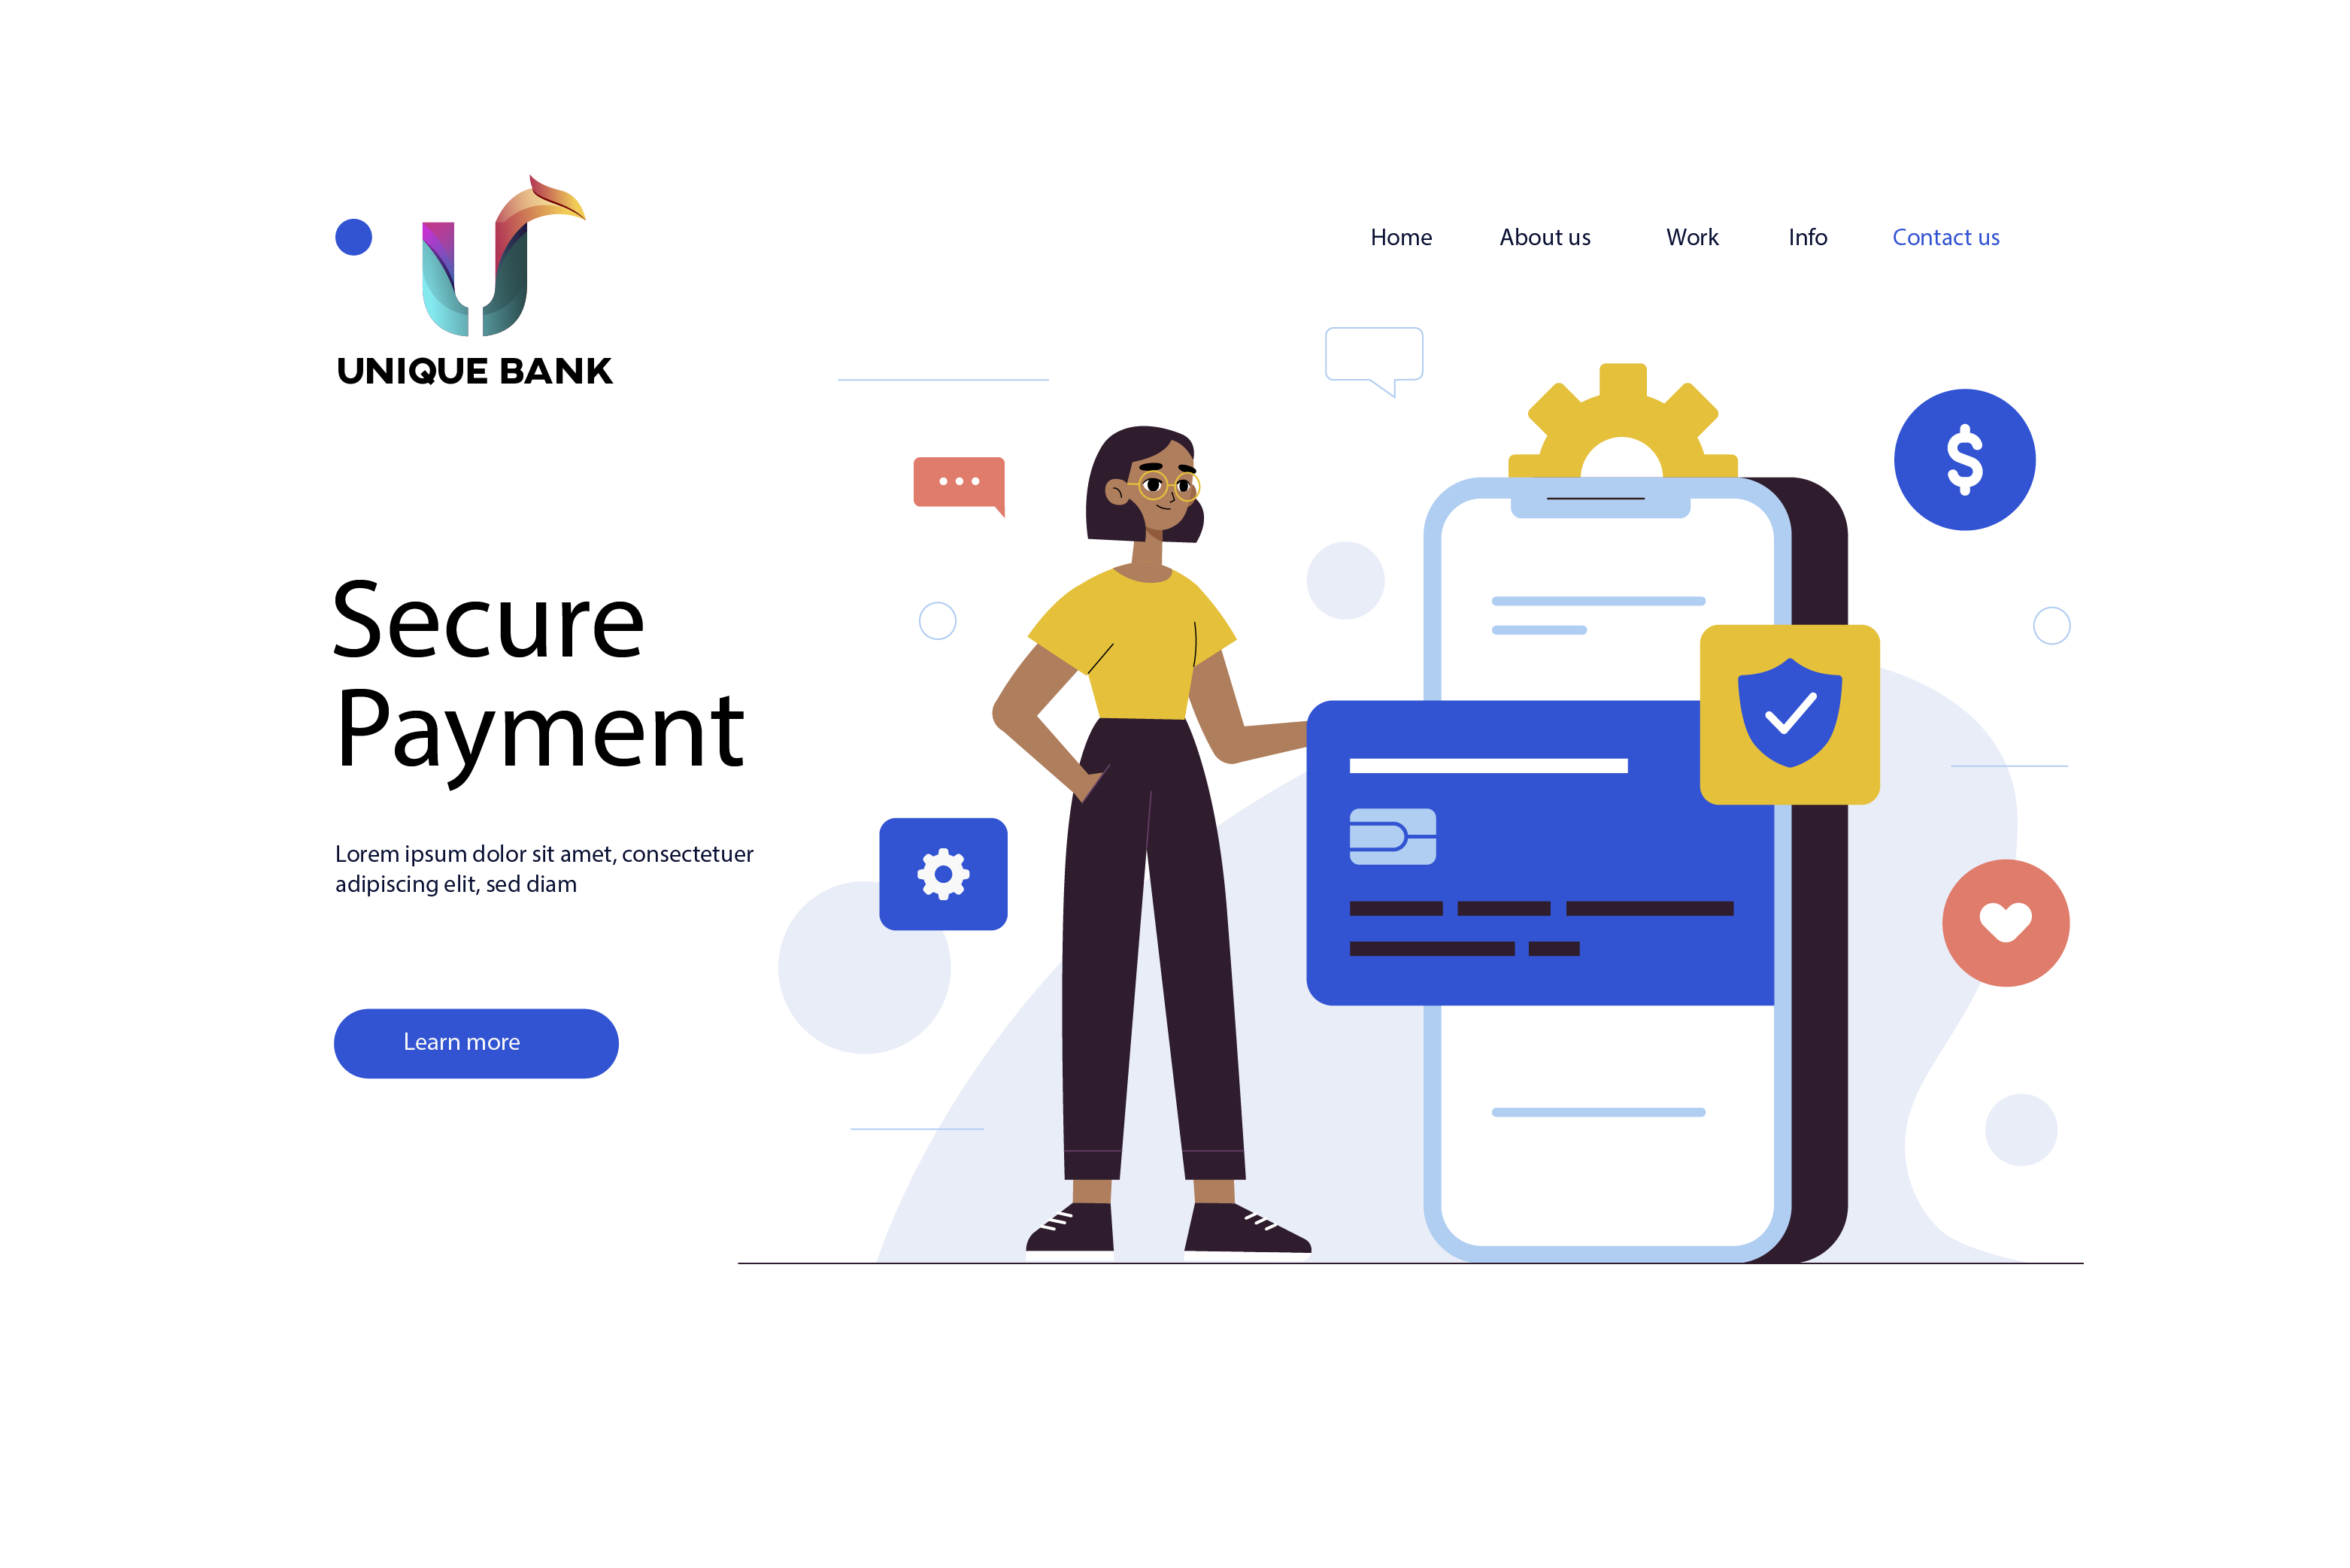 UNIQUE BANK
Home About us Work Info Contact us
Secure
Payment
Lorem ipsum dolor sit amet, consectetuer
adipiscing elit, sed diam
Learn more